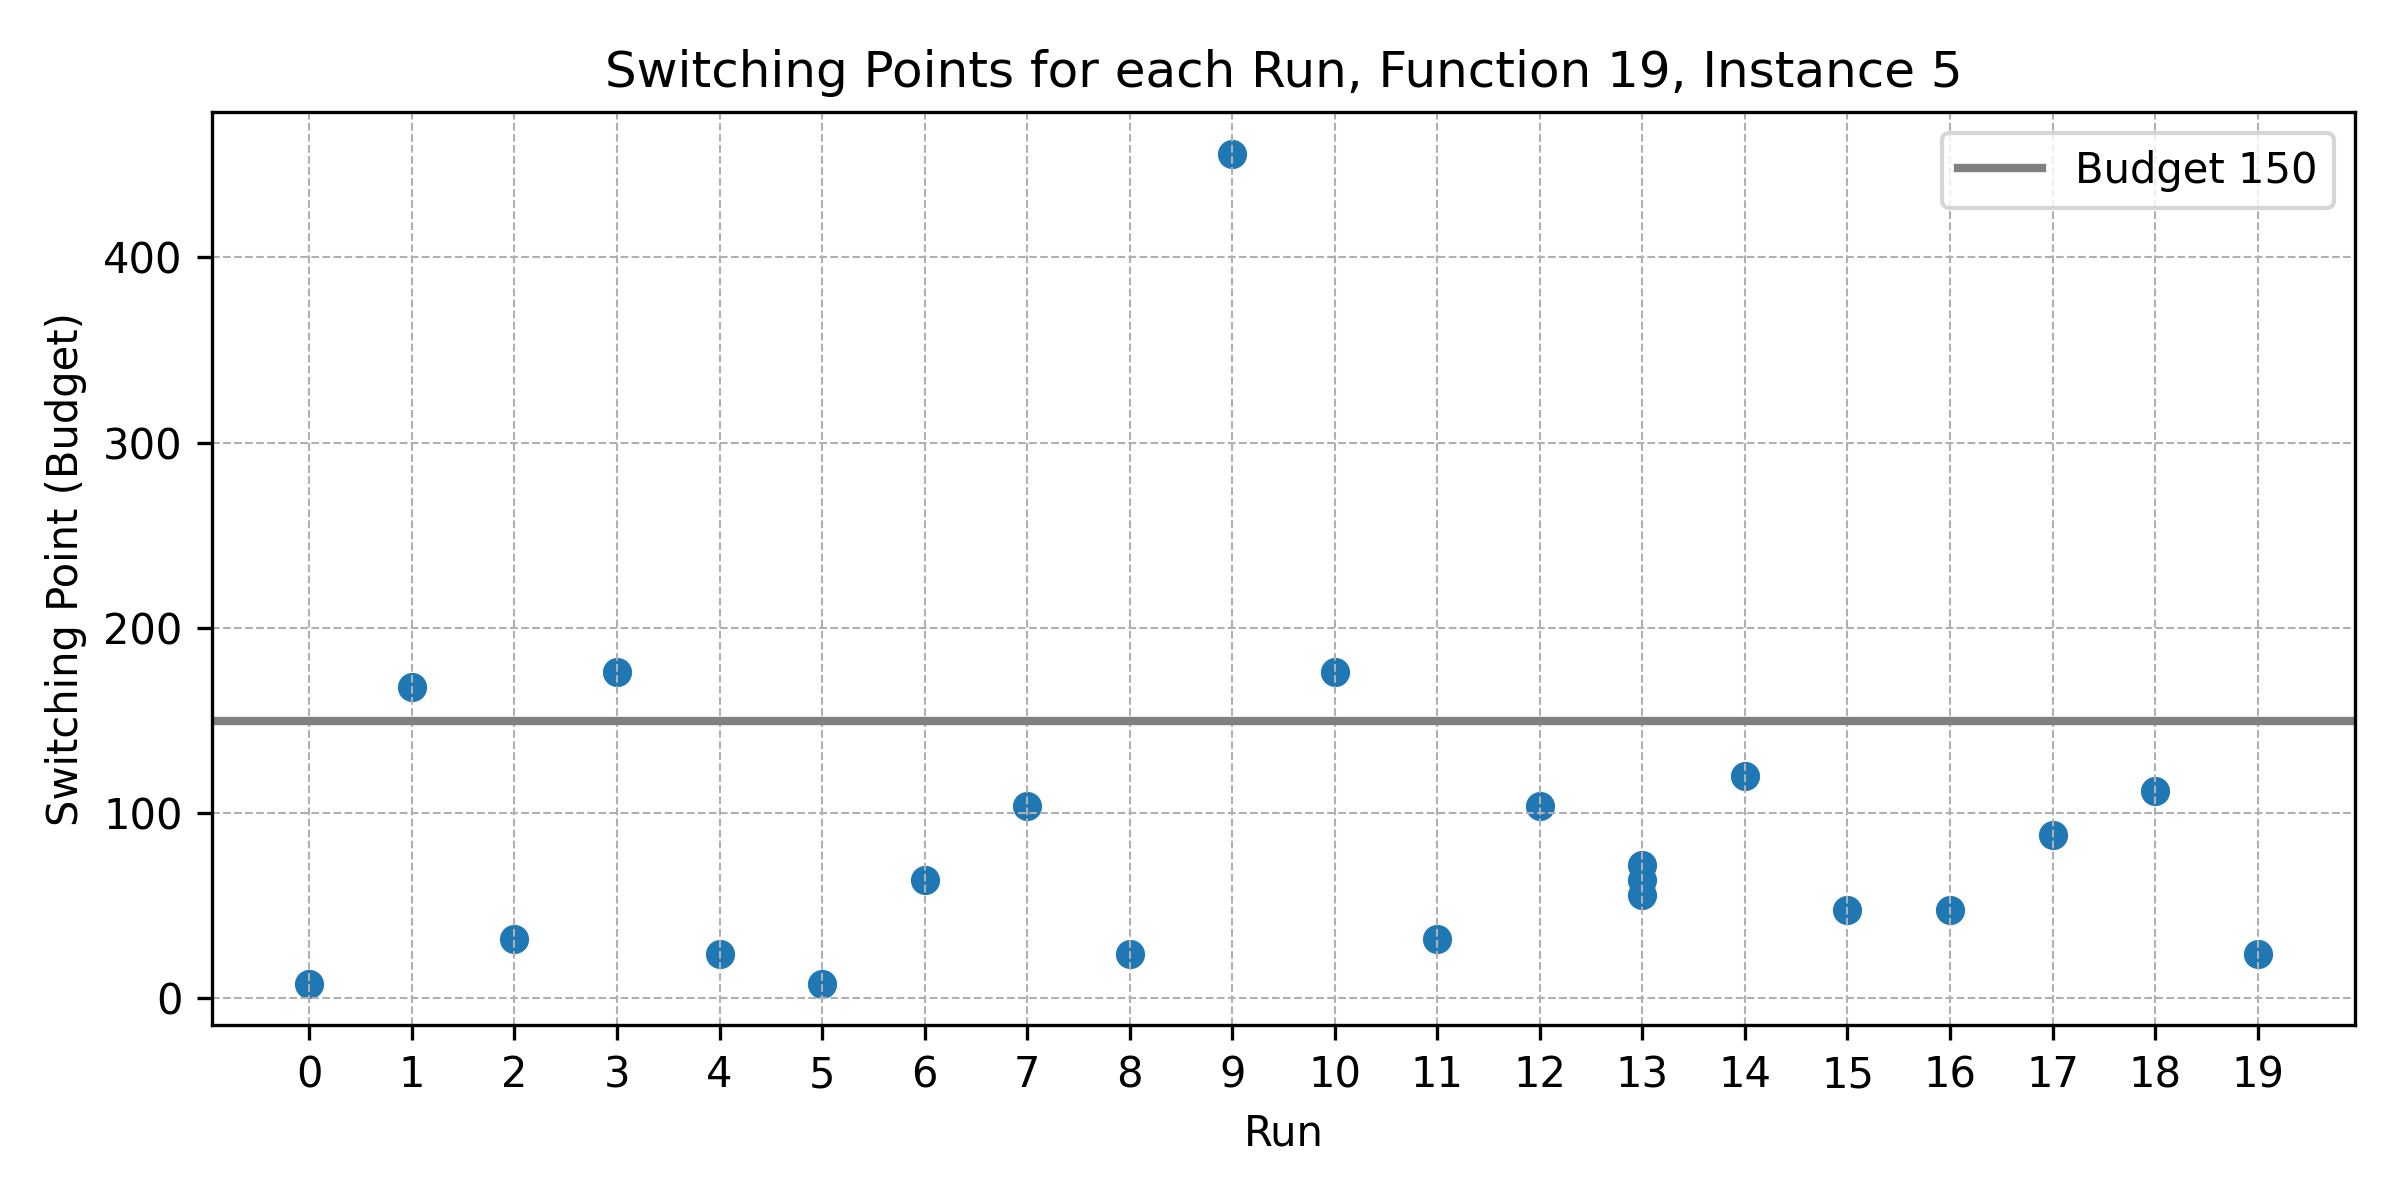 Switching Points for each Run, Function 19, Instance 5
Budget 150
Switching Point (Budget)
400
300
200
100
0
0 1 2 3 4 5 6 7 8 9 10 11 12 13 14 15 16 17 18 19
Run